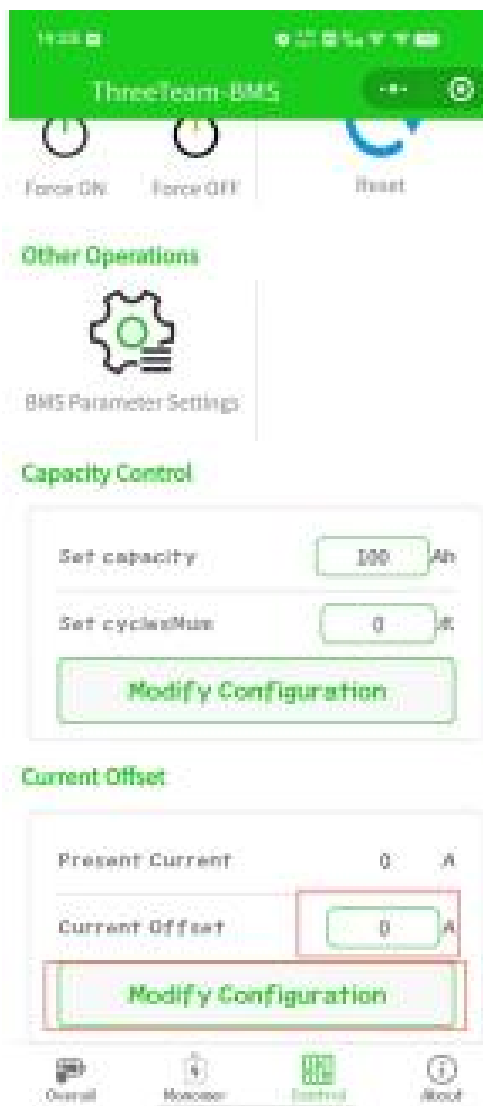 ThreeTeam-BMS
Force ON Force OFF Reset
Other Operations
BMS Parameter Settings
Capacity Control
Set capacity 100 Ah
Set cyclesNum 0
Modify Configuration
Current Offset
Present Current 0 A
Current Offset 0 A
Modify Configuration
Overall Monomer Control About